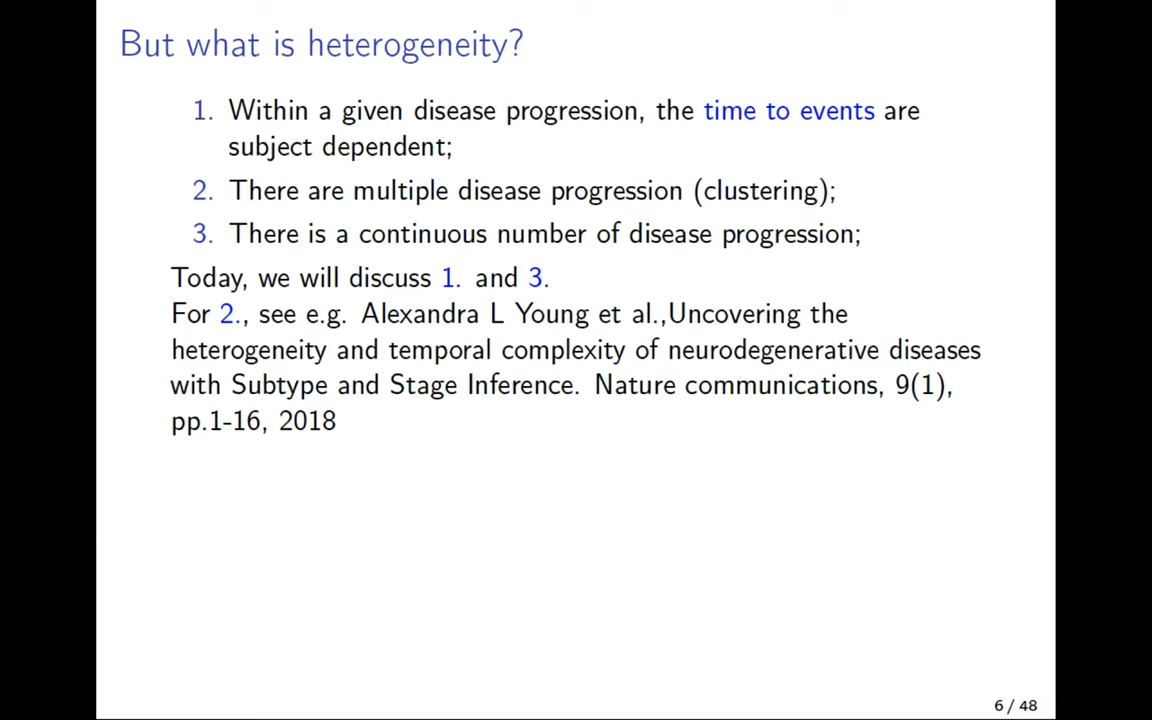 But what is heterogeneity?
1. Within a given disease progression, the time to events are
subject dependent;
2. There are multiple disease progression (clustering);
3. There is a continuous number of disease progression;
Today, we will discuss 1. and 3.
For 2., see e.g. Alexandra L Young et al.,Uncovering the
heterogeneity and temporal complexity of neurodegenerative diseases
with Subtype and Stage Inference. Nature communications, 9(1),
pp.1-16, 2018
6 / 48